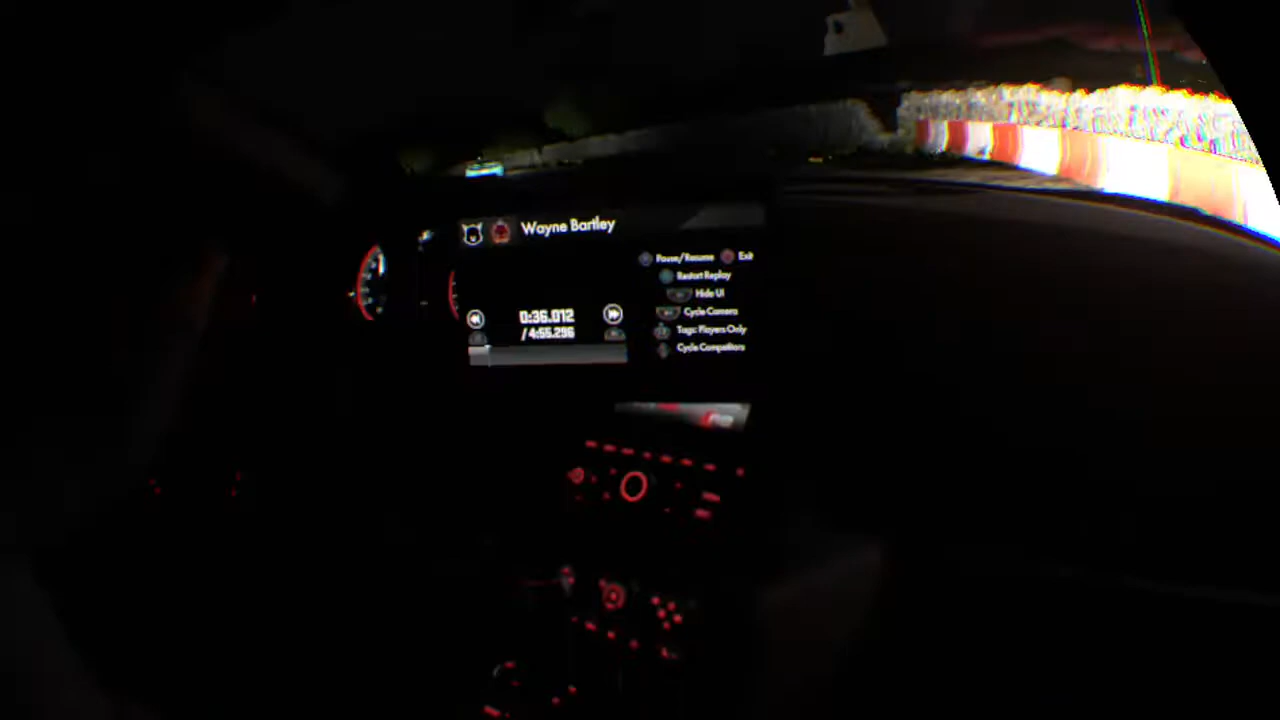 Wayne Bartley
Pause/Resume Exit
Restart Replay
Hide UI
Cycle Camera
Tags: Players Only
Cycle Competitors
0:36.012
/ 4:55.296